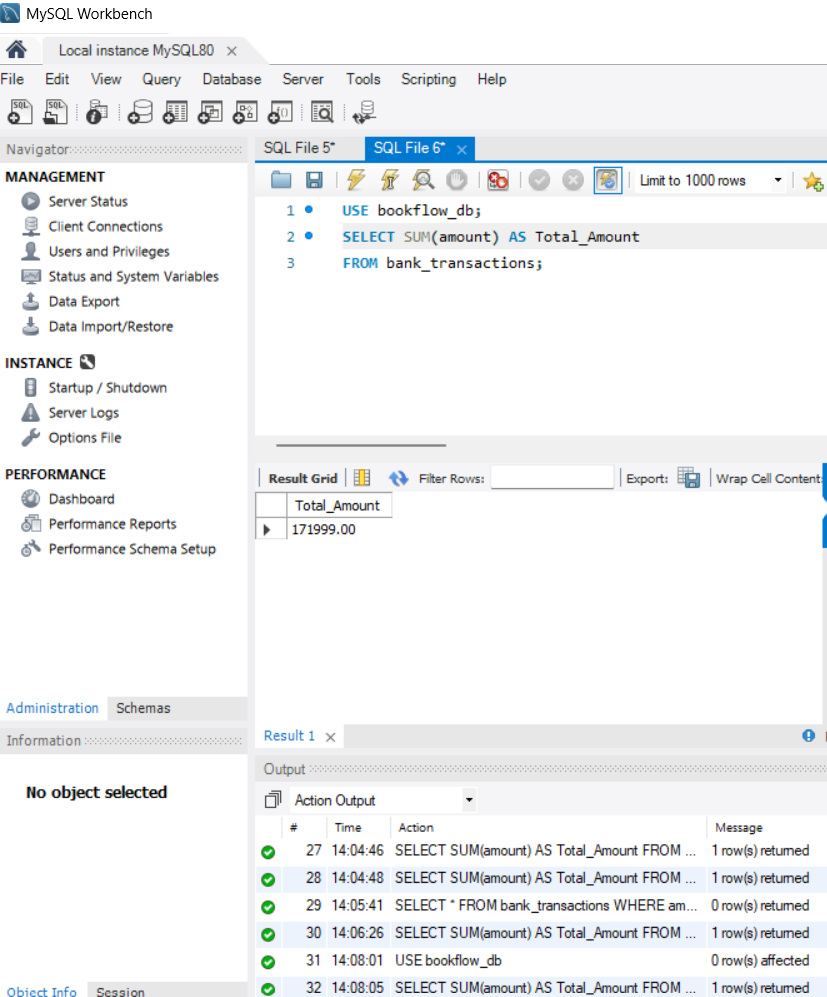 MySQL Workbench
Local instance MySQL80
File Edit View Query Database Server Tools Scripting Help
Navigator
MANAGEMENT
Server Status
Client Connections
Users and Privileges
Status and System Variables
Data Export
Data Import/Restore
INSTANCE
Startup / Shutdown
Server Logs
Options File
PERFORMANCE
Dashboard
Performance Reports
Performance Schema Setup
Administration Schemas
Information
No object selected
Object Info Session
SQL File 5* SQL File 6*
Limit to 1000 rows
1 USE bookflow_db;
2 SELECT SUM(amount) AS Total_Amount
3 FROM bank_transactions;
Result Grid Filter Rows: Export: Wrap Cell Content:
Total_Amount
171999.00
Result 1
Output
Action Output
# Time Action Message
27 14:04:46 SELECT SUM(amount) AS Total_Amount FROM ... 1 row(s) returned
28 14:04:48 SELECT SUM(amount) AS Total_Amount FROM ... 1 row(s) returned
29 14:05:41 SELECT * FROM bank_transactions WHERE am... 0 row(s) returned
30 14:06:26 SELECT SUM(amount) AS Total_Amount FROM ... 1 row(s) returned
31 14:08:01 USE bookflow_db 0 row(s) affected
32 14:08:05 SELECT SUM(amount) AS Total_Amount FROM ... 1 row(s) returned